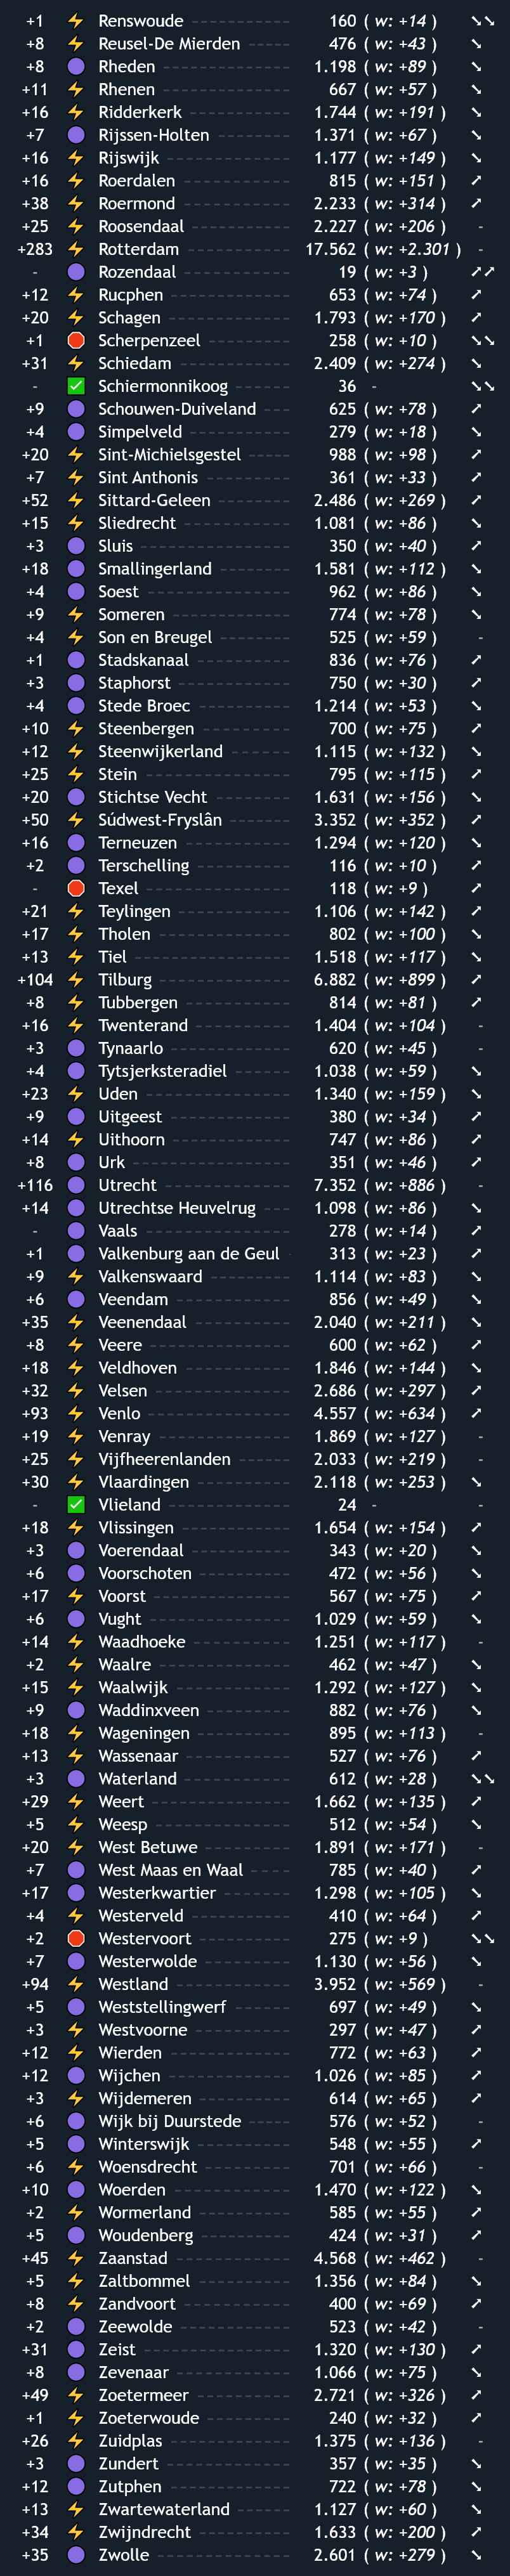 +1 Renswoude 160 ( w: +14 )
+8 Reusel-De Mierden 476 ( w: +43 )
+8 Rheden 1.198 ( w: +89 )
+11 Rhenen 667 ( w: +57 )
+16 Ridderkerk 1.744 ( w: +191 )
+7 Rijssen-Holten 1.371 ( w: +67 )
+16 Rijswijk 1.177 ( w: +149 )
+16 Roerdalen 815 ( w: +151 )
+38 Roermond 2.233 ( w: +314 )
+25 Roosendaal 2.227 ( w: +206 ) -
+283 Rotterdam 17.562 ( w: +2.301 ) -
- Rozendaal 19 ( w: +3 )
+12 Rucphen 653 ( w: +74 )
+20 Schagen 1.793 ( w: +170 )
+1 Scherpenzeel 258 ( w: +10 )
+31 Schiedam 2.409 ( w: +274 )
- Schiermonnikoog 36 -
+9 Schouwen-Duiveland 625 ( w: +78 )
+4 Simpelveld 279 ( w: +18 )
+20 Sint-Michielsgestel 988 ( w: +98 )
+7 Sint Anthonis 361 ( w: +33 )
+52 Sittard-Geleen 2.486 ( w: +269 )
+15 Sliedrecht 1.081 ( w: +86 )
+3 Sluis 350 ( w: +40 )
+18 Smallingerland 1.581 ( w: +112 )
+4 Soest 962 ( w: +86 )
+9 Someren 774 ( w: +78 )
+4 Son en Breugel 525 ( w: +59 ) -
+1 Stadskanaal 836 ( w: +76 )
+3 Staphorst 750 ( w: +30 )
+4 Stede Broec 1.214 ( w: +53 )
+10 Steenbergen 700 ( w: +75 )
+12 Steenwijkerland 1.115 ( w: +132 )
+25 Stein 795 ( w: +115 )
+20 Stichtse Vecht 1.631 ( w: +156 )
+50 Súdwest-Fryslân 3.352 ( w: +352 )
+16 Terneuzen 1.294 ( w: +120 )
+2 Terschelling 116 ( w: +10 )
- Texel 118 ( w: +9 )
+21 Teylingen 1.106 ( w: +142 )
+17 Tholen 802 ( w: +100 )
+13 Tiel 1.518 ( w: +117 )
+104 Tilburg 6.882 ( w: +899 )
+8 Tubbergen 814 ( w: +81 )
+16 Twenterand 1.404 ( w: +104 ) -
+3 Tynaarlo 620 ( w: +45 ) -
+4 Tytsjerksteradiel 1.038 ( w: +59 )
+23 Uden 1.340 ( w: +159 )
+9 Uitgeest 380 ( w: +34 )
+14 Uithoorn 747 ( w: +86 )
+8 Urk 351 ( w: +46 )
+116 Utrecht 7.352 ( w: +886 ) -
+14 Utrechtse Heuvelrug 1.098 ( w: +86 )
- Vaals 278 ( w: +14 )
+1 Valkenburg aan de Geul 313 ( w: +23 )
+9 Valkenswaard 1.114 ( w: +83 )
+6 Veendam 856 ( w: +49 )
+35 Veenendaal 2.040 ( w: +211 )
+8 Veere 600 ( w: +62 )
+18 Veldhoven 1.846 ( w: +144 )
+32 Velsen 2.686 ( w: +297 )
+93 Venlo 4.557 ( w: +634 )
+19 Venray 1.869 ( w: +127 ) -
+25 Vijfheerenlanden 2.033 ( w: +219 ) -
+30 Vlaardingen 2.118 ( w: +253 )
- Vlieland 24 - -
+18 Vlissingen 1.654 ( w: +154 )
+3 Voerendaal 343 ( w: +20 )
+6 Voorschoten 472 ( w: +56 )
+17 Voorst 567 ( w: +75 )
+6 Vught 1.029 ( w: +59 )
+14 Waadhoeke 1.251 ( w: +117 ) -
+2 Waalre 462 ( w: +47 )
+15 Waalwijk 1.292 ( w: +127 )
+9 Waddinxveen 882 ( w: +76 )
+18 Wageningen 895 ( w: +113 ) -
+13 Wassenaar 527 ( w: +76 )
+3 Waterland 612 ( w: +28 )
+29 Weert 1.662 ( w: +135 )
+5 Weesp 512 ( w: +54 )
+20 West Betuwe 1.891 ( w: +171 ) -
+7 West Maas en Waal 785 ( w: +40 )
+17 Westerkwartier 1.298 ( w: +105 )
+4 Westerveld 410 ( w: +64 )
+2 Westervoort 275 ( w: +9 )
+7 Westerwolde 1.130 ( w: +56 )
+94 Westland 3.952 ( w: +569 ) -
+5 Weststellingwerf 697 ( w: +49 )
+3 Westvoorne 297 ( w: +47 )
+12 Wierden 772 ( w: +63 )
+12 Wijchen 1.026 ( w: +85 )
+3 Wijdemeren 614 ( w: +65 )
+6 Wijk bij Duurstede 576 ( w: +52 ) -
+5 Winterswijk 548 ( w: +55 )
+6 Woensdrecht 701 ( w: +66 ) -
+10 Woerden 1.470 ( w: +122 )
+2 Wormerland 585 ( w: +55 )
+5 Woudenberg 424 ( w: +31 )
+45 Zaanstad 4.568 ( w: +462 ) -
+5 Zaltbommel 1.356 ( w: +84 )
+8 Zandvoort 400 ( w: +69 )
+2 Zeewolde 523 ( w: +42 ) -
+31 Zeist 1.320 ( w: +130 )
+8 Zevenaar 1.066 ( w: +75 )
+49 Zoetermeer 2.721 ( w: +326 )
+1 Zoeterwoude 240 ( w: +32 )
+26 Zuidplas 1.375 ( w: +136 ) -
+3 Zundert 357 ( w: +35 )
+12 Zutphen 722 ( w: +78 )
+13 Zwartewaterland 1.127 ( w: +60 )
+34 Zwijndrecht 1.633 ( w: +200 )
+35 Zwolle 2.601 ( w: +279 )